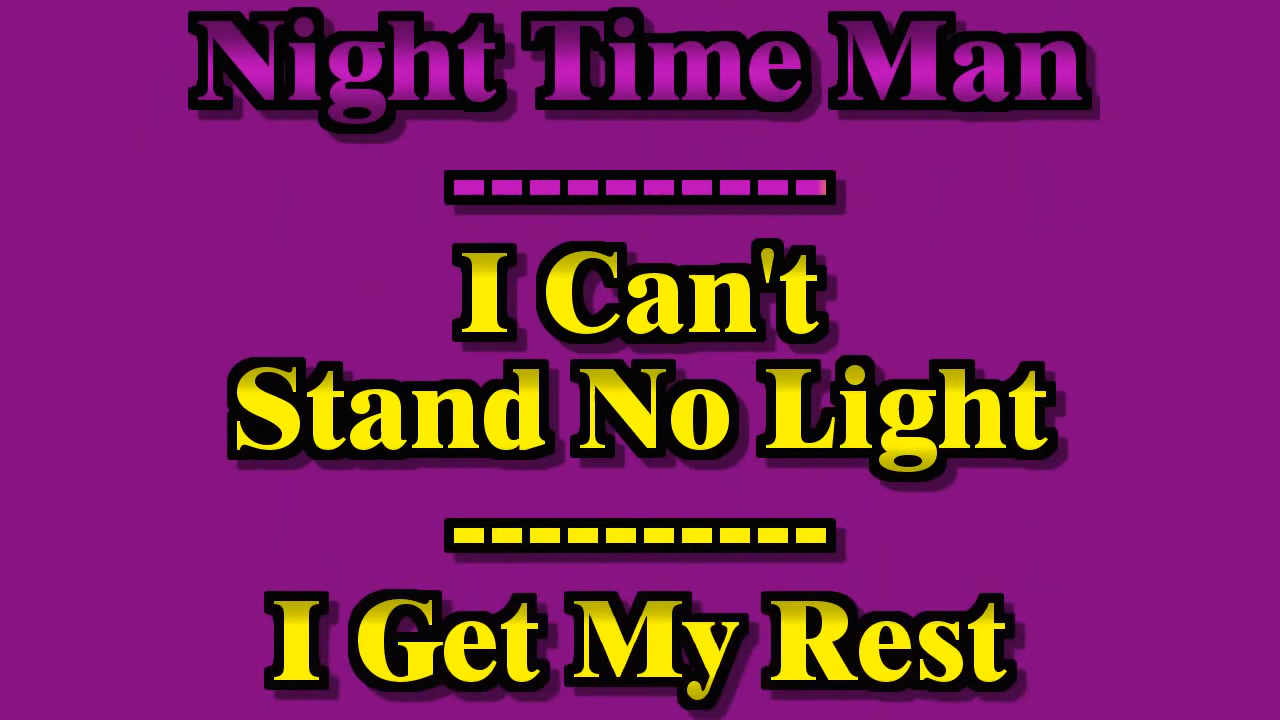 Night Time Man
----------
I Can't
Stand No Light
----------
I Get My Rest